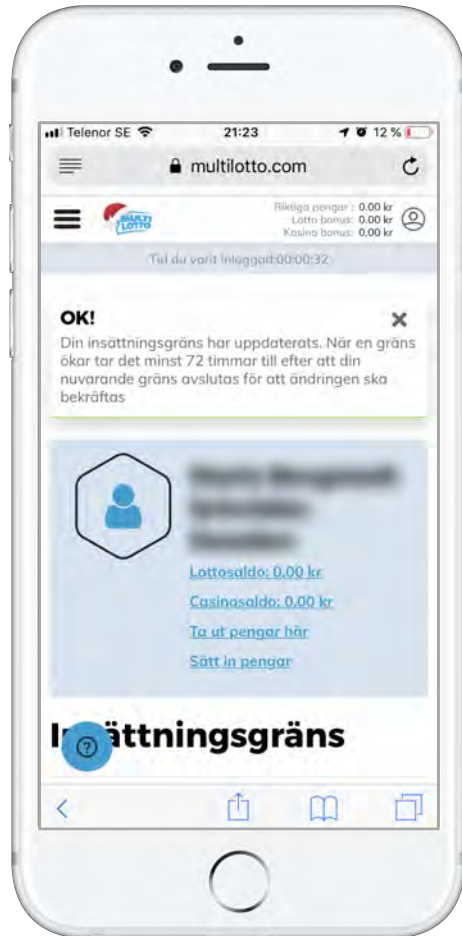 Telenor SE 21:23 12 %
multilotto.com
MULTI
LOTTO
Riktiga pengar : 0.00 kr
Lotto bonus: 0.00 kr
Kasino bonus: 0,00 kr
Tid du varit inloggad:00:00:32
OK!
Din insättningsgräns har uppdaterats. När en gräns
ökar tar det minst 72 timmar till efter att din
nuvarande gräns avslutas för att ändringen ska
bekräftas
Lottosaldo: 0.00 kr
Casinosaldo: 0.00 kr
Ta ut pengar här
Sätt in pengar
?
ättningsgräns